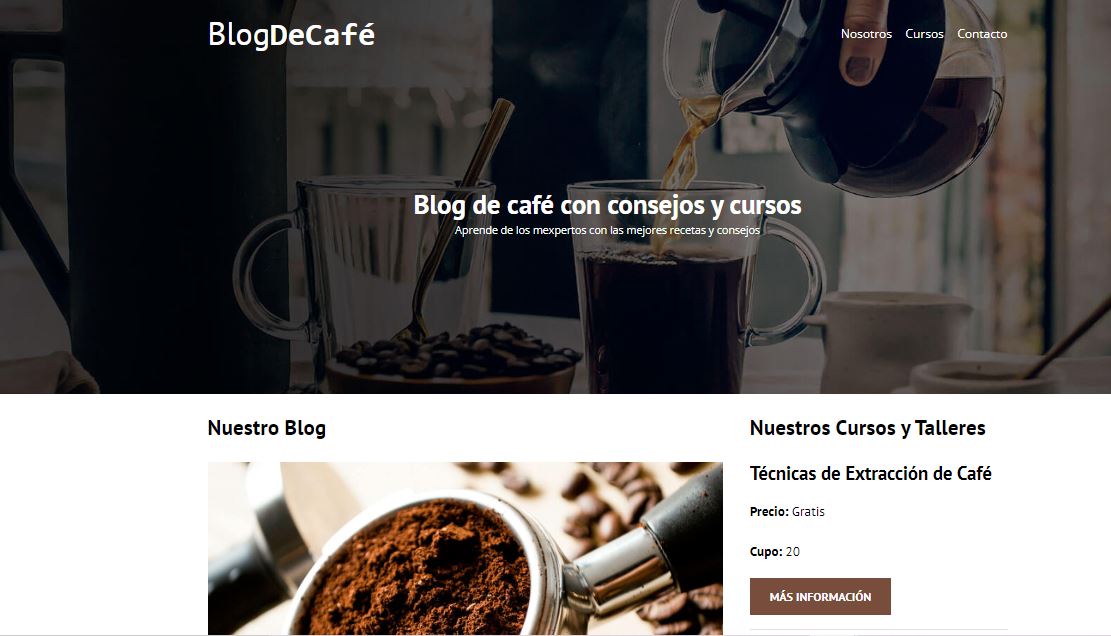 BlogDeCafé
Nosotros Cursos Contacto
Blog de café con consejos y cursos
Aprende de los mexpertos con las mejores recetas y consejos
Nuestro Blog
Nuestros Cursos y Talleres
Técnicas de Extracción de Café
Precio: Gratis
Cupo: 20
MÁS INFORMACIÓN